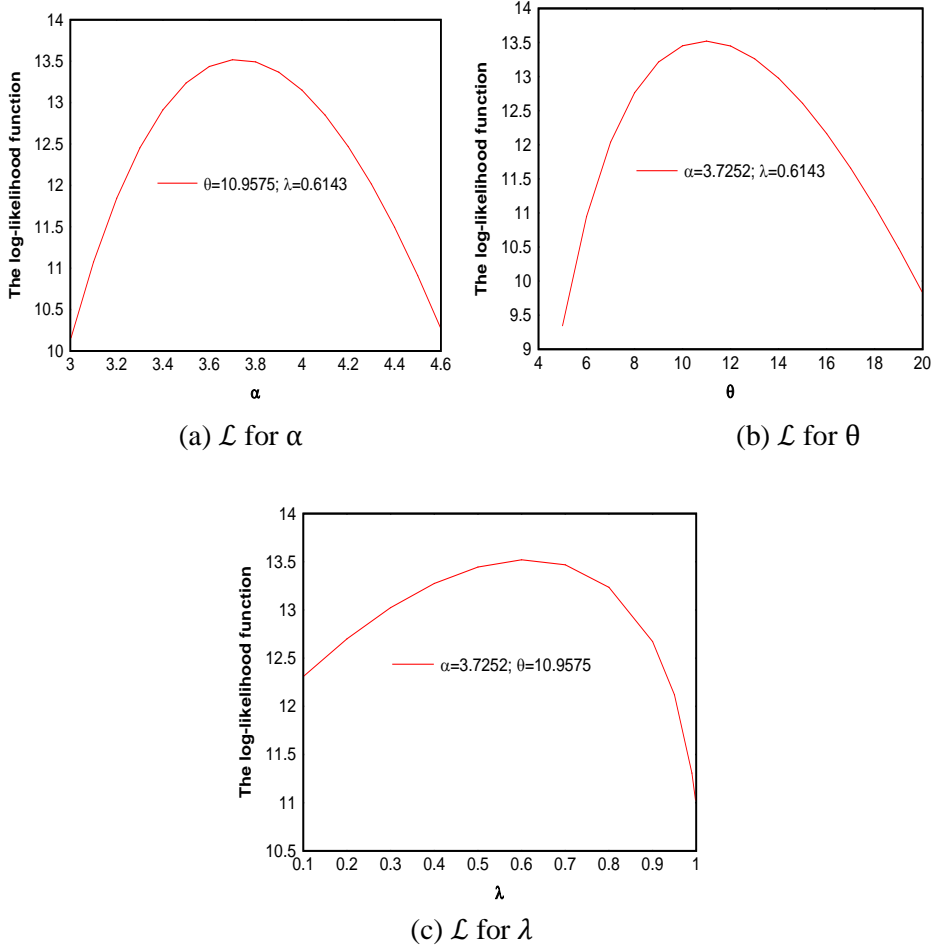 14
13.5
13
12.5
12
11.5
11
10.5
10
The log-likelihood function
θ=10.9575; λ=0.6143
3 3.2 3.4 3.6 3.8 4 4.2 4.4 4.6
α
(a) ℒ for α
14
13.5
13
12.5
12
11.5
11
10.5
10
9.5
9
The log-likelihood function
α=3.7252; λ=0.6143
4 6 8 10 12 14 16 18 20
θ
(b) ℒ for θ
14
13.5
13
12.5
12
11.5
11
10.5
The log-likelihood function
α=3.7252; θ=10.9575
0.1 0.2 0.3 0.4 0.5 0.6 0.7 0.8 0.9 1
λ
(c) ℒ for λ